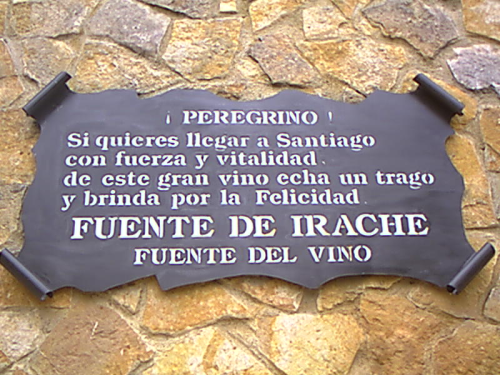 ¡ PEREGRINO !
Si quieres llegar a Santiago
con fuerza y vitalidad.
de este gran vino echa un trago
y brinda por la Felicidad.
FUENTE DE IRACHE
FUENTE DEL VINO